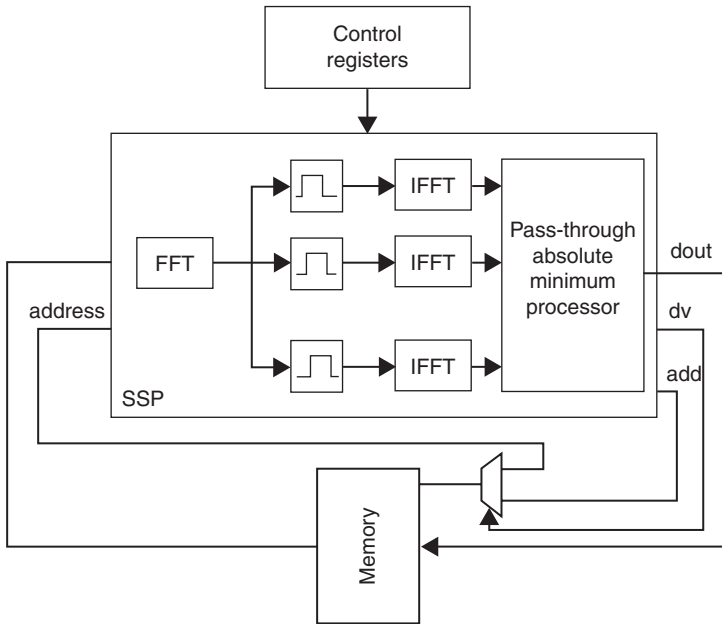 Control
registers
IFFT
FFT
IFFT
IFFT
Pass-through
absolute
minimum
processor
dout
address
dv
add
SSP
Memory